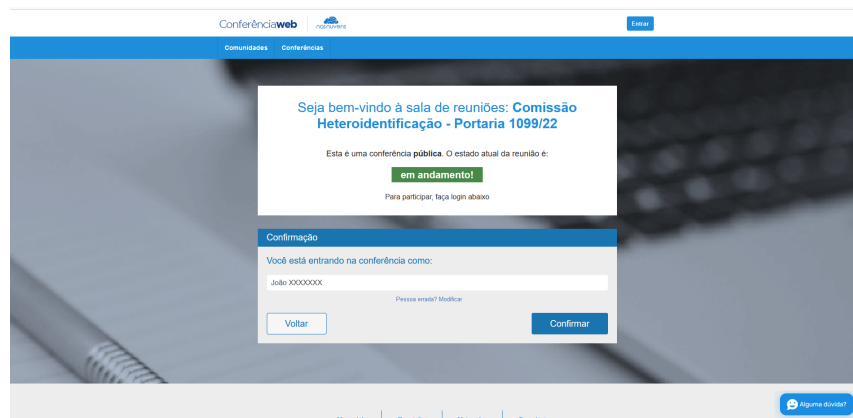 Conferênciaweb
nasnuvens
Entrar
Comunidades Conferências
Seja bem-vindo à sala de reuniões: Comissão
Heteroidentificação - Portaria 1099/22
Esta é uma conferência pública. O estado atual da reunião é:
em andamento!
Para participar, faça login abaixo
Confirmação
Você está entrando na conferência como:
João XXXXXXX
Pessoa errada? Modificar
Voltar
Confirmar
Alguma dúvida?